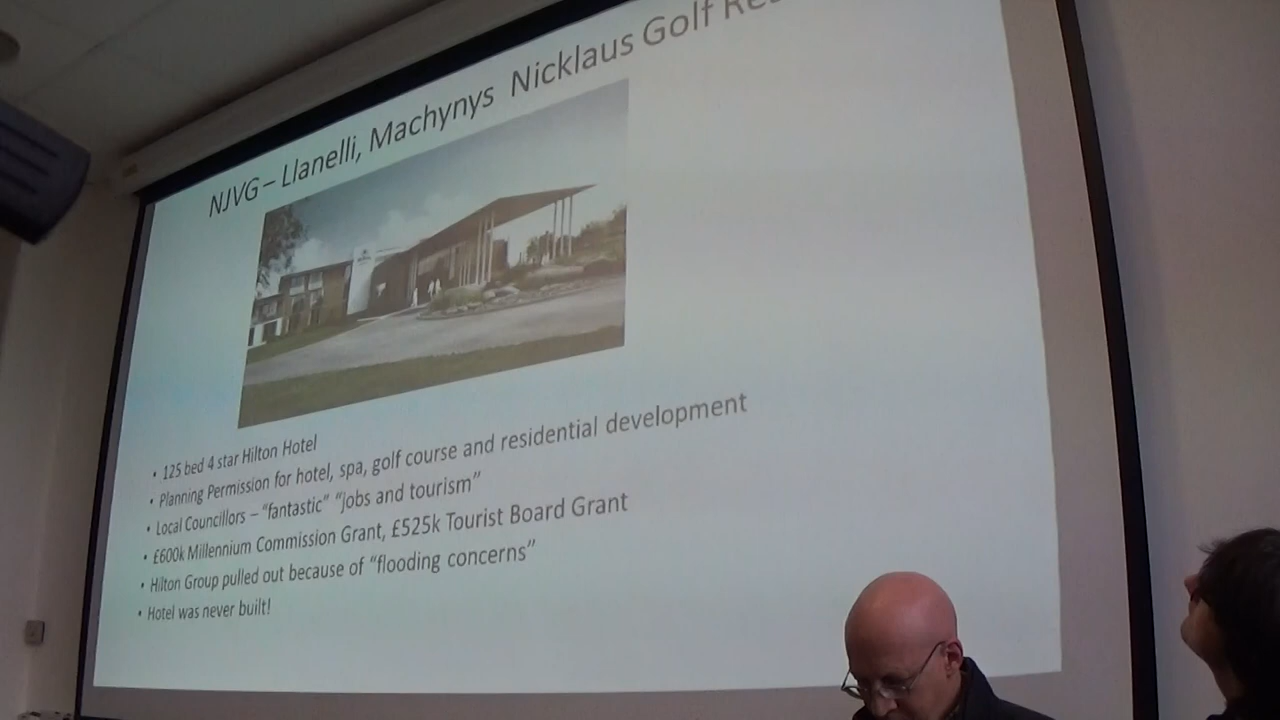 NJVG – Llanelli, Machynys Nicklaus Golf
• 125 bed 4 star Hilton Hotel
• Planning Permission for hotel, spa, golf course and residential development
• Local Councillors – “fantastic” “jobs and tourism”
• £600k Millennium Commission Grant, £525k Tourist Board Grant
• Hilton Group pulled out because of “flooding concerns”
• Hotel was never built!